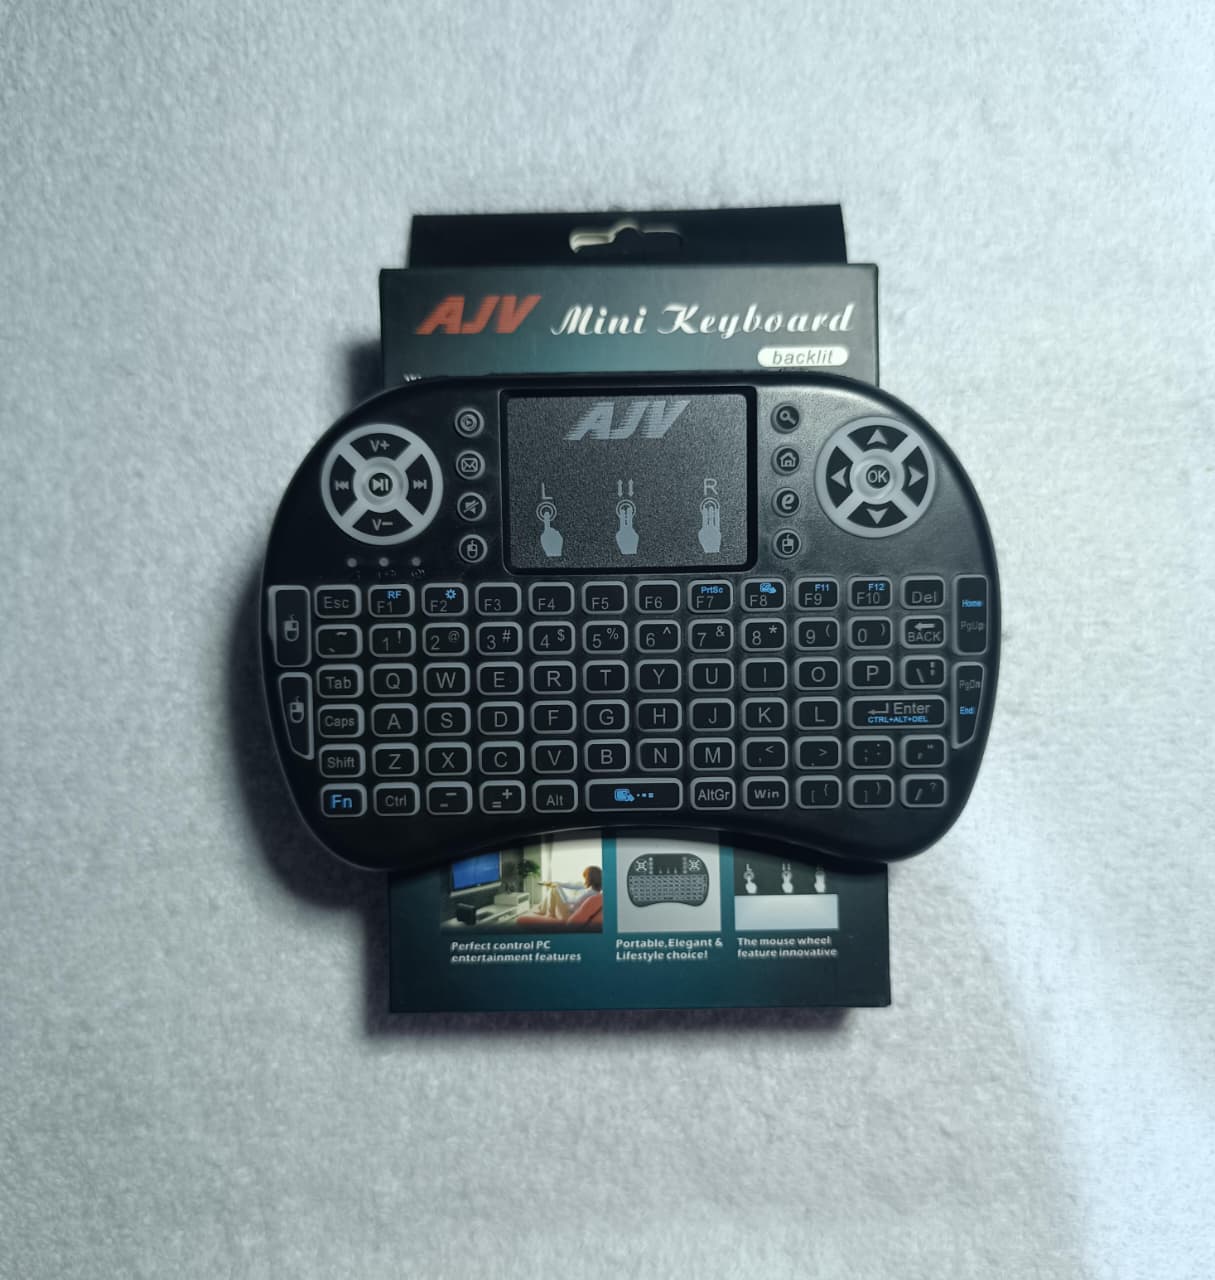 AJV Mini Keyboard
backlit
AJV
L R
V+
V-
OK
Esc RF F1 F2 F3 F4 F5 F6 PrtSc F7 F8 F11 F9 F12 F10 Del Home
PgUp
~ 1 ! 2 @ 3 # 4 $ 5 % 6 ^ 7 & 8 * 9 ( 0 ) BACK
Tab Q W E R T Y U I O P \ PgDn
Caps A S D F G H J K L Enter End
CTRL+ALT+DEL
Shift Z X C V B N M , < . > ; : "
Fn Ctrl - = + Alt AltGr Win [ { ] } / ?
L R
Perfect control PC
entertainment features
Portable,Elegant &
Lifestyle choice!
The mouse wheel
feature innovative